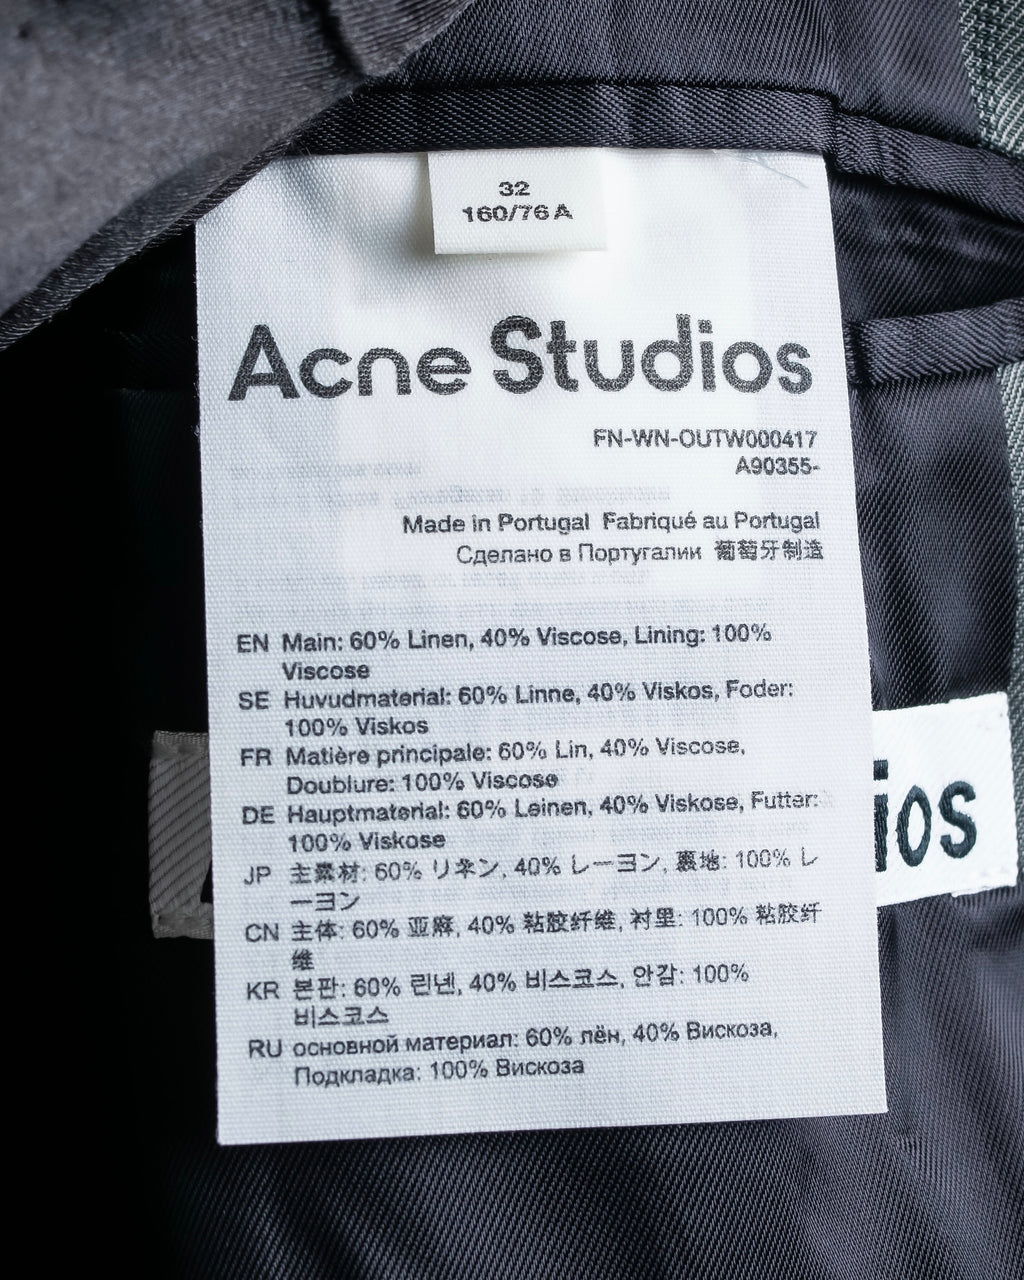 32
160/76A
Acne Studios
FN-WN-OUTW000417
A90355-
Made in Portugal Fabriqué au Portugal
Сделано в Португалии 葡萄牙制造
EN Main: 60% Linen, 40% Viscose, Lining: 100%
Viscose
SE Huvudmaterial: 60% Linne, 40% Viskos, Foder:
100% Viskos
FR Matière principale: 60% Lin, 40% Viscose,
Doublure: 100% Viscose
DE Hauptmaterial: 60% Leinen, 40% Viskose, Futter:
100% Viskose
JP 主素材: 60% リネン, 40% レーヨン, 裏地: 100% レ
ーヨン
CN 主体: 60% 亚麻, 40% 粘胶纤维, 衬里: 100% 粘胶纤
维
KR 본판: 60% 린넨, 40% 비스코스, 안감: 100%
비스코스
RU основной материал: 60% лён, 40% Вискоза,
Подкладка: 100% Вискоза
ios